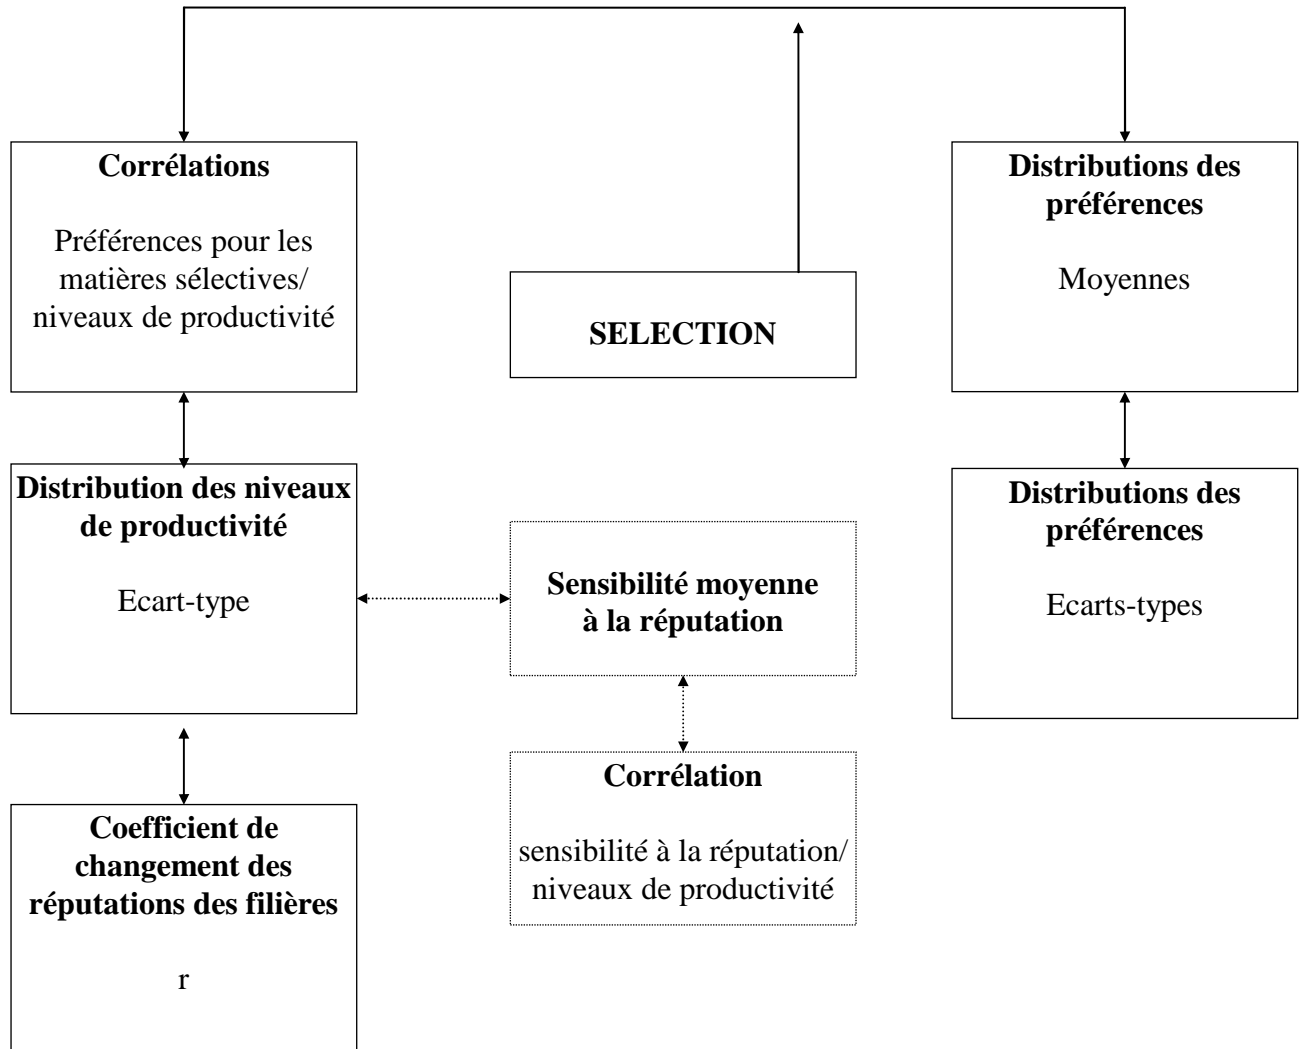 Corrélations
Préférences pour les
matières sélectives/
niveaux de productivité
Distributions des
préférences
Moyennes
SELECTION
Distribution des niveaux
de productivité
Ecart-type
Sensibilité moyenne
à la réputation
Distributions des
préférences
Ecarts-types
Corrélation
sensibilité à la réputation/
niveaux de productivité
Coefficient de
changement des
réputations des filières
r